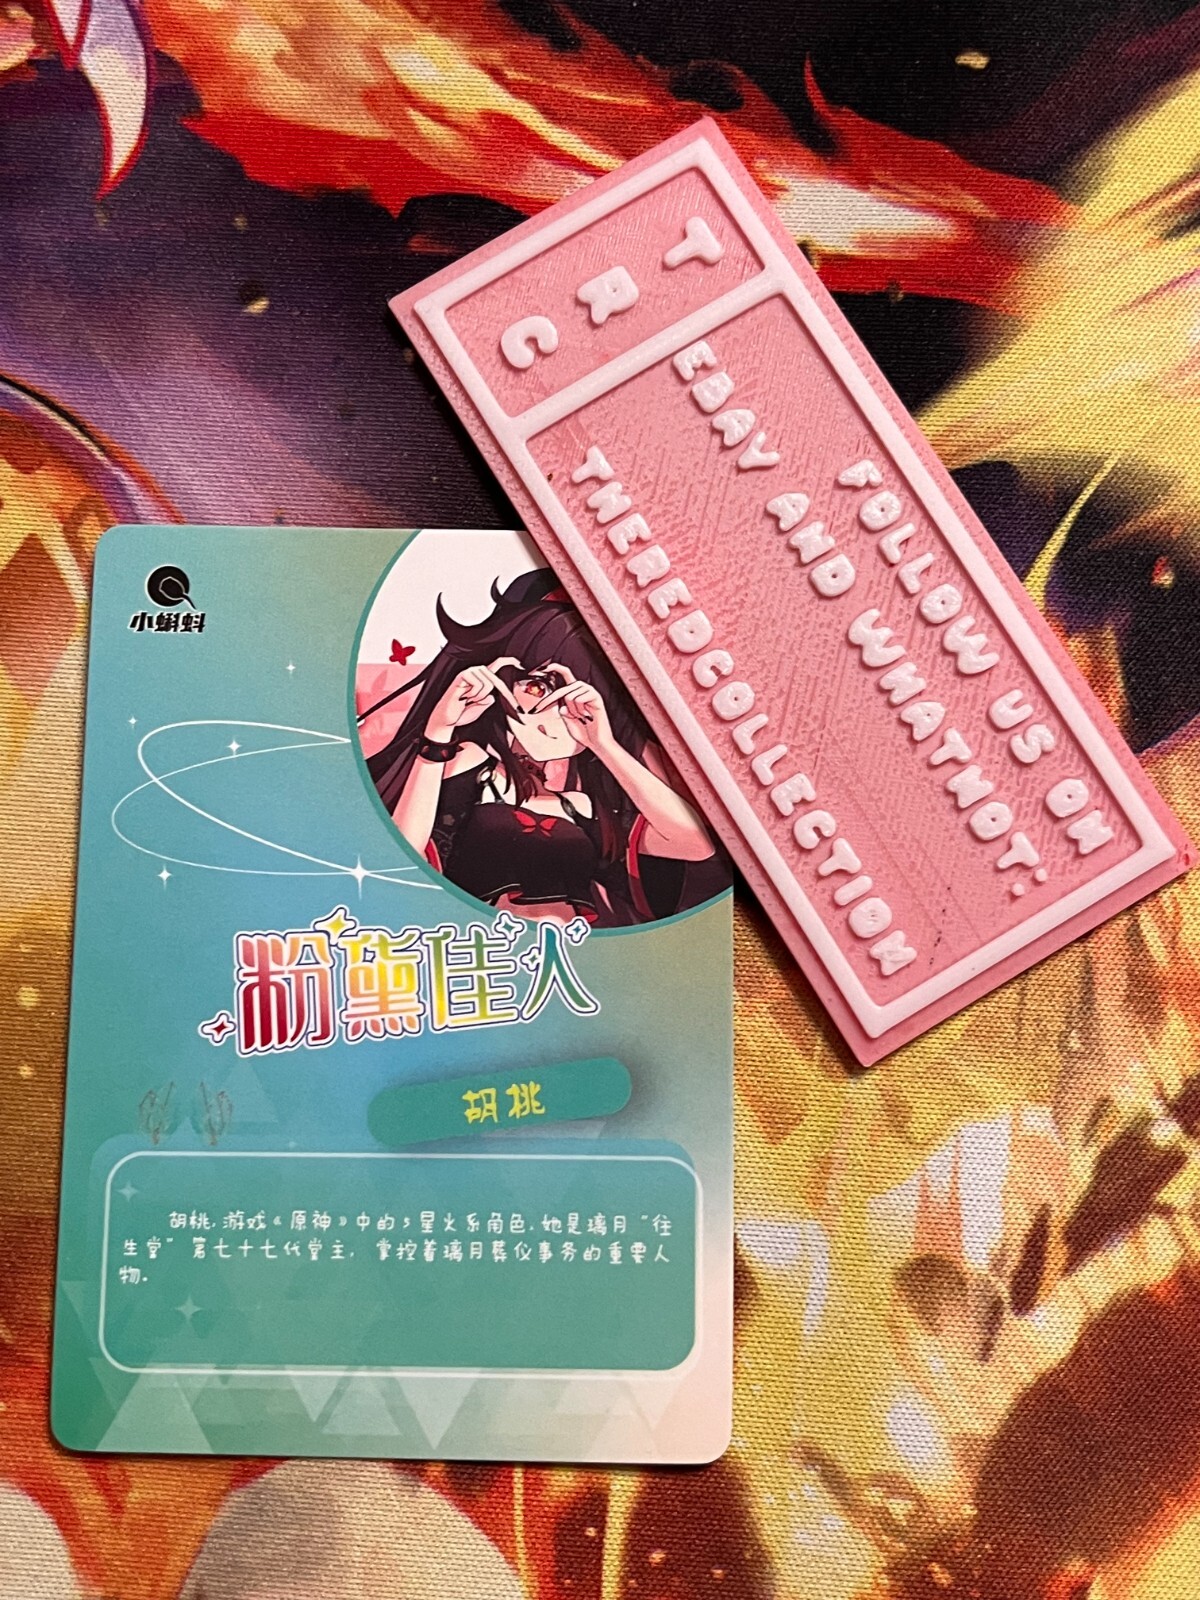 T R C
FOLLOW US ON
EBAY AND WHATNOT:
THEREDCOLLECTION
小蝌蚪
粉黛佳人
胡桃
胡桃,游戏《原神》中的5星火系角色,她是璃月“往
生堂”第七十七代堂主,掌控着璃月葬仪事务的重要人
物。